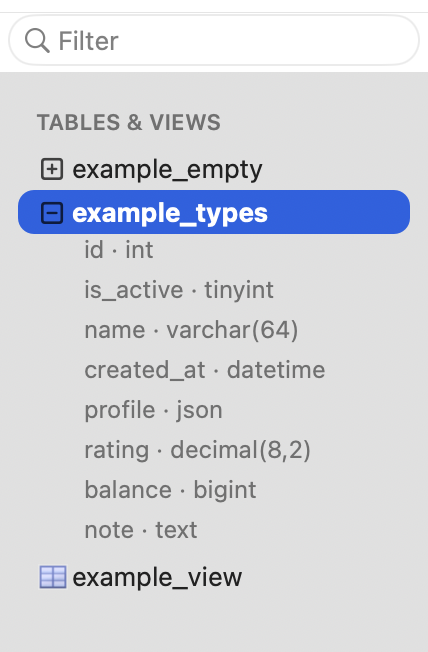 Filter
TABLES & VIEWS
example_empty
example_types
id · int
is_active · tinyint
name · varchar(64)
created_at · datetime
profile · json
rating · decimal(8,2)
balance · bigint
note · text
example_view